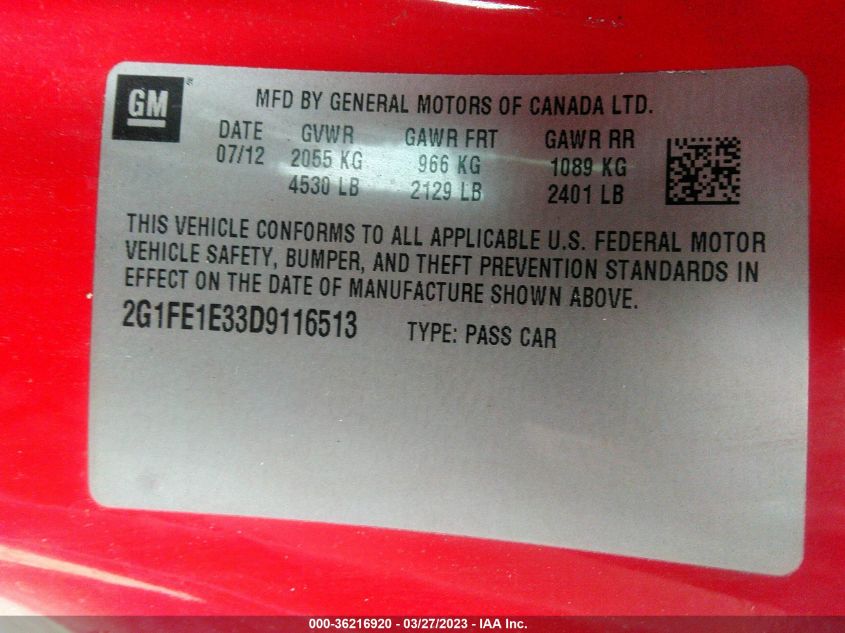 GM
MFD BY GENERAL MOTORS OF CANADA LTD.
DATE GVWR GAWR FRT GAWR RR
07/12 2055 KG 966 KG 1089 KG
4530 LB 2129 LB 2401 LB
THIS VEHICLE CONFORMS TO ALL APPLICABLE U.S. FEDERAL MOTOR
VEHICLE SAFETY, BUMPER, AND THEFT PREVENTION STANDARDS IN
EFFECT ON THE DATE OF MANUFACTURE SHOWN ABOVE.
2G1FE1E33D9116513 TYPE: PASS CAR
000-36216920 - 03/27/2023 - IAA Inc.